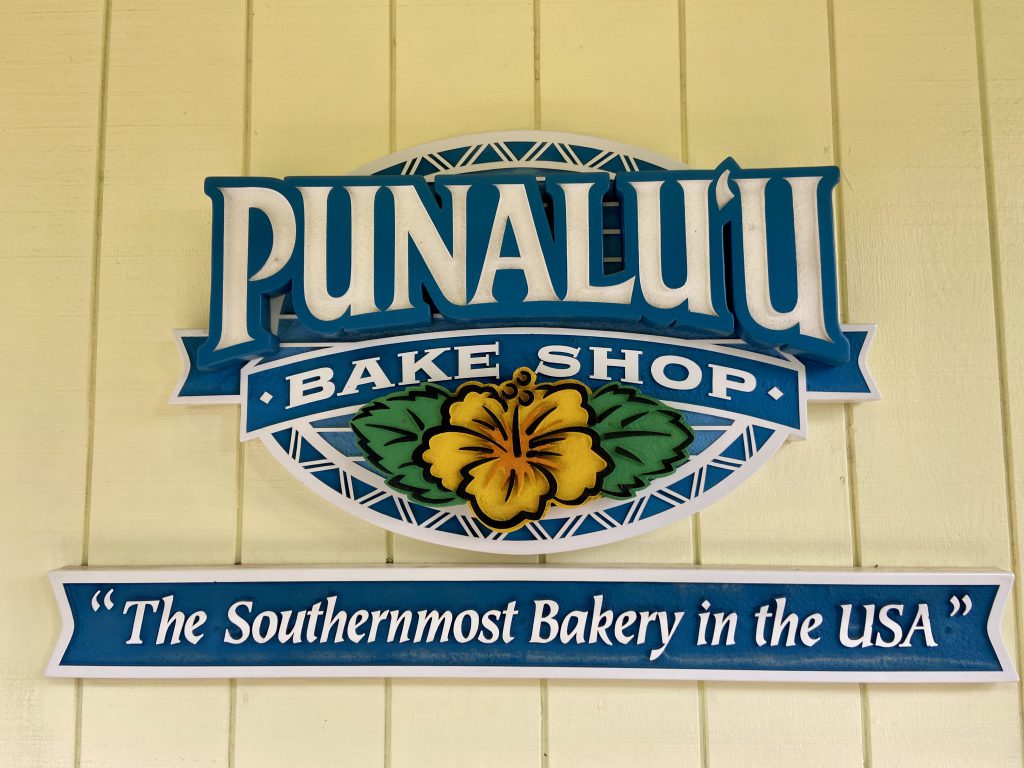 PUNALU‘U
BAKE SHOP
“The Southernmost Bakery in the USA”